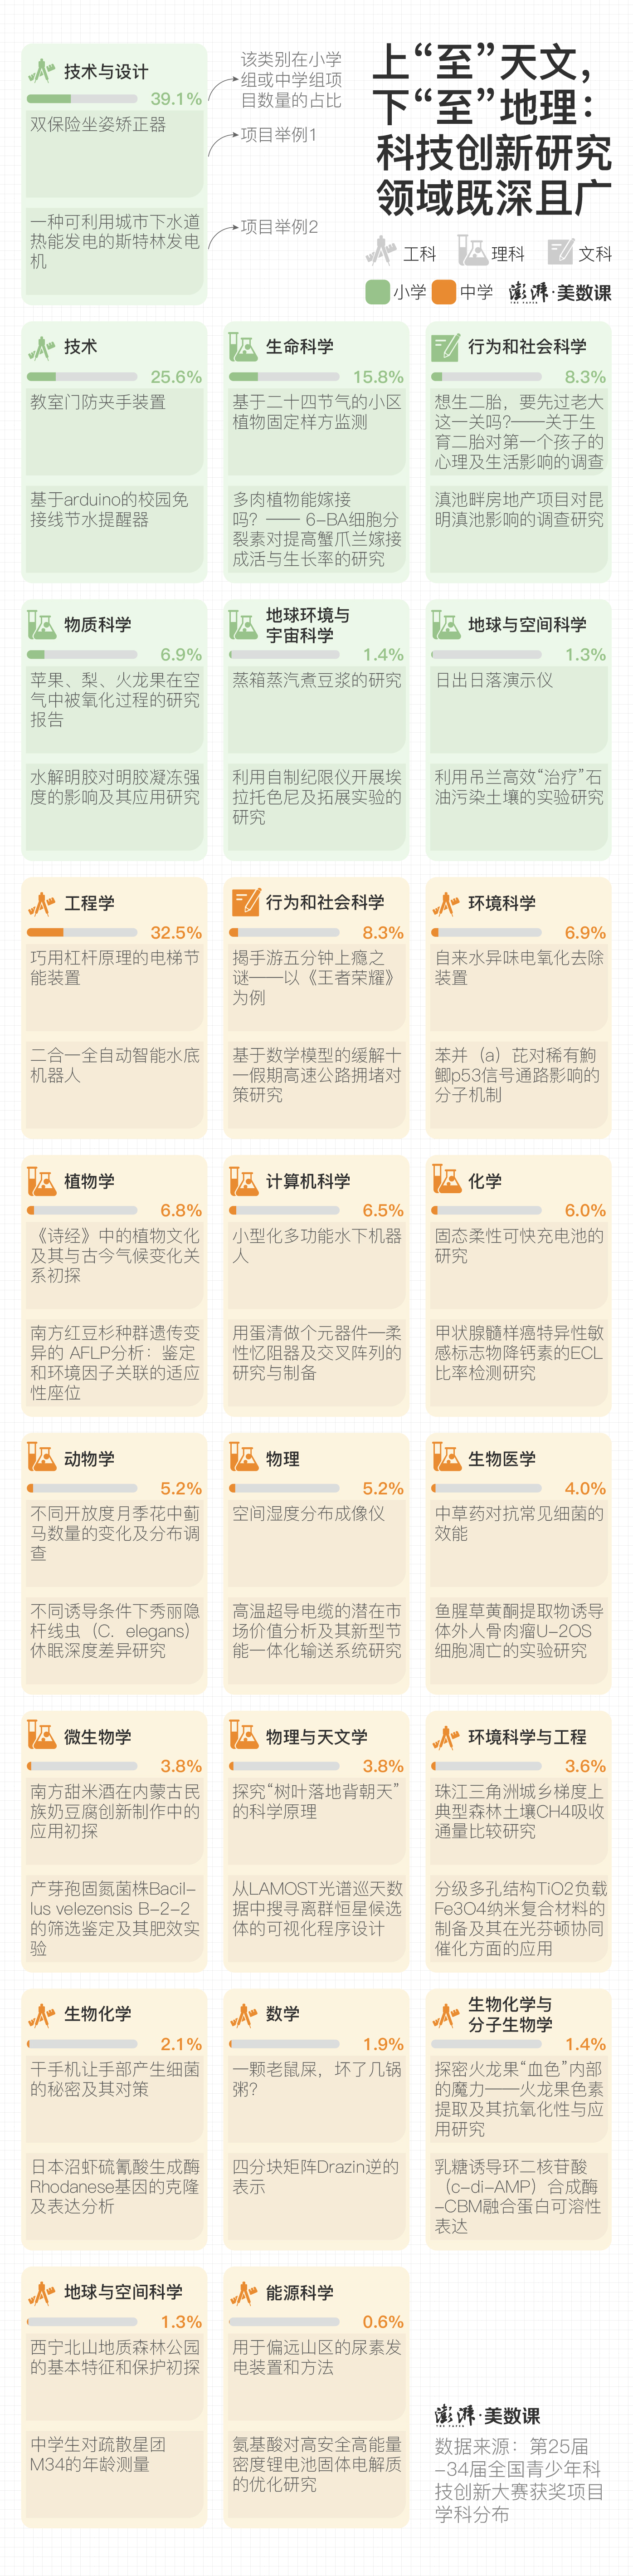 上“至”天文，
下“至”地理：
科技创新研究
领域既深且广
工科
理科
文科
小学
中学
澎湃·美数课
THE PAPER
技术与设计
39.1%
双保险坐姿矫正器
一种可利用城市下水道
热能发电的斯特林发电
机
该类别在小学
组或中学组项
目数量的占比
项目举例1
项目举例2
技术
25.6%
教室门防夹手装置
基于arduino的校园免
接线节水提醒器
生命科学
15.8%
基于二十四节气的小区
植物固定样方监测
多肉植物能嫁接
吗？—— 6-BA细胞分
裂素对提高蟹爪兰嫁接
成活与生长率的研究
行为和社会科学
8.3%
想生二胎，要先过老大
这一关吗?——关于生
育二胎对第一个孩子的
心理及生活影响的调查
滇池畔房地产项目对昆
明滇池影响的调查研究
物质科学
6.9%
苹果、梨、火龙果在空
气中被氧化过程的研究
报告
水解明胶对明胶凝冻强
度的影响及其应用研究
地球环境与
宇宙科学
1.4%
蒸箱蒸汽煮豆浆的研究
利用自制纪限仪开展埃
拉托色尼及拓展实验的
研究
地球与空间科学
1.3%
日出日落演示仪
利用吊兰高效“治疗”石
油污染土壤的实验研究
工程学
32.5%
巧用杠杆原理的电梯节
能装置
二合一全自动智能水底
机器人
行为和社会科学
8.3%
揭手游五分钟上瘾之
谜——以《王者荣耀》
为例
基于数学模型的缓解十
一假期高速公路拥堵对
策研究
环境科学
6.9%
自来水异味电氧化去除
装置
苯并（a）芘对稀有鮈
鲫p53信号通路影响的
分子机制
植物学
6.8%
《诗经》中的植物文化
及其与古今气候变化关
系初探
南方红豆杉种群遗传变
异的 AFLP分析：鉴定
和环境因子关联的适应
性座位
计算机科学
6.5%
小型化多功能水下机器
人
用蛋清做个元器件—柔
性忆阻器及交叉阵列的
研究与制备
化学
6.0%
固态柔性可快充电池的
研究
甲状腺髓样癌特异性敏
感标志物降钙素的ECL
比率检测研究
动物学
5.2%
不同开放度月季花中蓟
马数量的变化及分布调
查
不同诱导条件下秀丽隐
杆线虫（C．elegans）
休眠深度差异研究
物理
5.2%
空间湿度分布成像仪
高温超导电缆的潜在市
场价值分析及其新型节
能一体化输送系统研究
生物医学
4.0%
中草药对抗常见细菌的
效能
鱼腥草黄酮提取物诱导
体外人骨肉瘤U-2OS
细胞凋亡的实验研究
微生物学
3.8%
南方甜米酒在内蒙古民
族奶豆腐创新制作中的
应用初探
产芽孢固氮菌株Bacil-
lus velezensis B-2-2
的筛选鉴定及其肥效实
验
物理与天文学
3.8%
探究“树叶落地背朝天”
的科学原理
从LAMOST光谱巡天数
据中搜寻离群恒星候选
体的可视化程序设计
环境科学与工程
3.6%
珠江三角洲城乡梯度上
典型森林土壤CH4吸收
通量比较研究
分级多孔结构TiO2负载
Fe3O4纳米复合材料的
制备及其在光芬顿协同
催化方面的应用
生物化学
2.1%
干手机让手部产生细菌
的秘密及其对策
日本沼虾硫氰酸生成酶
Rhodanese基因的克隆
及表达分析
数学
1.9%
一颗老鼠屎，坏了几锅
粥？
四分块矩阵Drazin逆的
表示
生物化学与
分子生物学
1.4%
探密火龙果“血色”内部
的魔力——火龙果色素
提取及其抗氧化性与应
用研究
乳糖诱导环二核苷酸
（c-di-AMP）合成酶
-CBM融合蛋白可溶性
表达
地球与空间科学
1.3%
西宁北山地质森林公园
的基本特征和保护初探
中学生对疏散星团
M34的年龄测量
能源科学
0.6%
用于偏远山区的尿素发
电装置和方法
氨基酸对高安全高能量
密度锂电池固体电解质
的优化研究
澎湃·美数课
THE PAPER
数据来源：第25届
-34届全国青少年科
技创新大赛获奖项目
学科分布